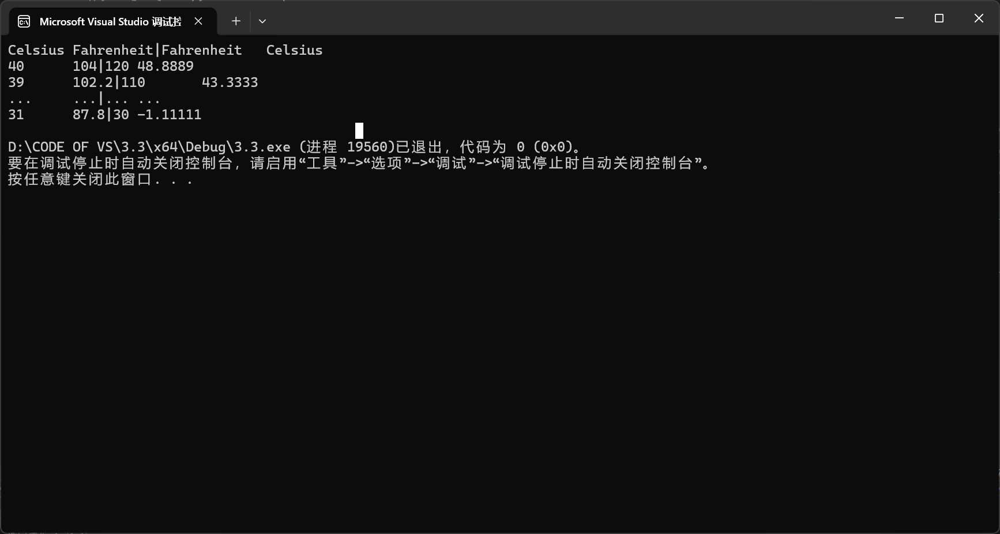 Microsoft Visual Studio 调试控
Celsius Fahrenheit|Fahrenheit   Celsius
40      104|120 48.8889
39      102.2|110       43.3333
...     ...|... ...
31      87.8|30 -1.11111
D:\CODE OF VS\3.3\x64\Debug\3.3.exe (进程 19560)已退出，代码为 0 (0x0)。
要在调试停止时自动关闭控制台，请启用“工具”->“选项”->“调试”->“调试停止时自动关闭控制台”。
按任意键关闭此窗口. . .